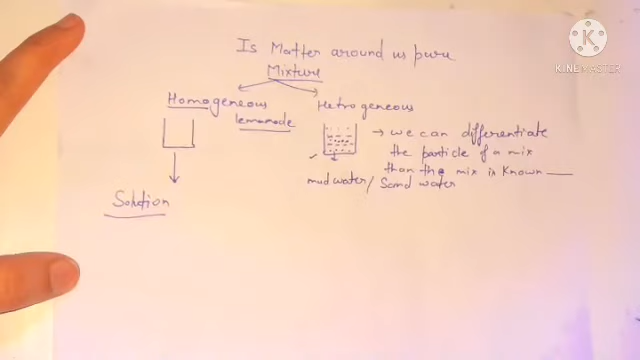 Is Matter around us pure
Mixture
Homogeneous
Hetrogeneous
lemonade
→ we can differentiate
the particle of a mix
than the mix is known ___
mud water / Sand water
Solution
K
KINEMASTER